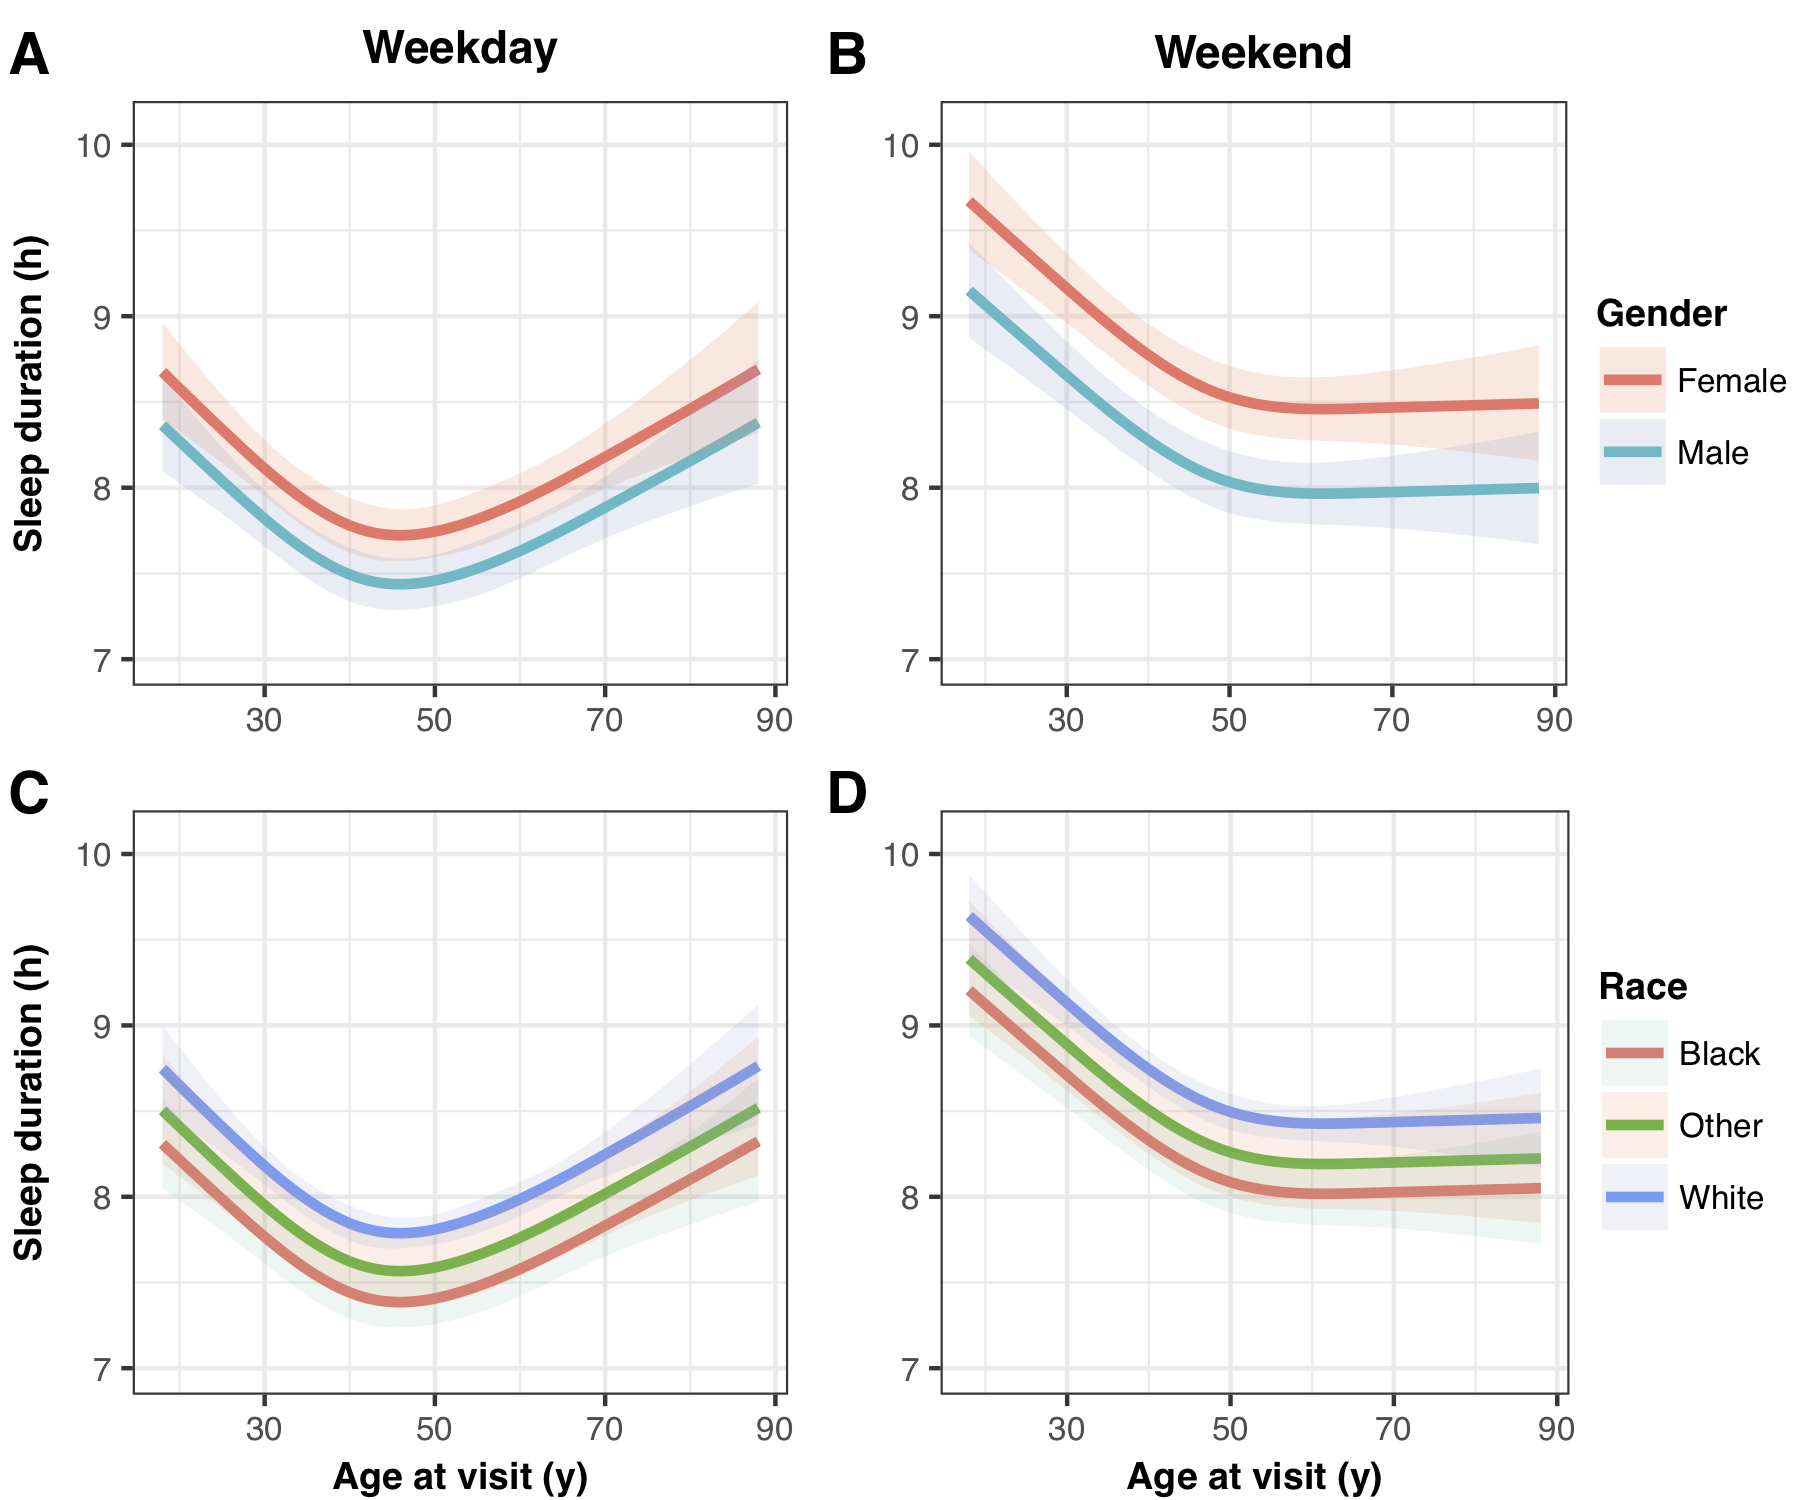 A Weekday
B Weekend
Sleep duration (h)
10
9
8
7
30 50 70 90
10
9
8
7
30 50 70 90
Gender
Female
Male
C
D
Sleep duration (h)
10
9
8
7
30 50 70 90
Age at visit (y)
10
9
8
7
30 50 70 90
Age at visit (y)
Race
Black
Other
White